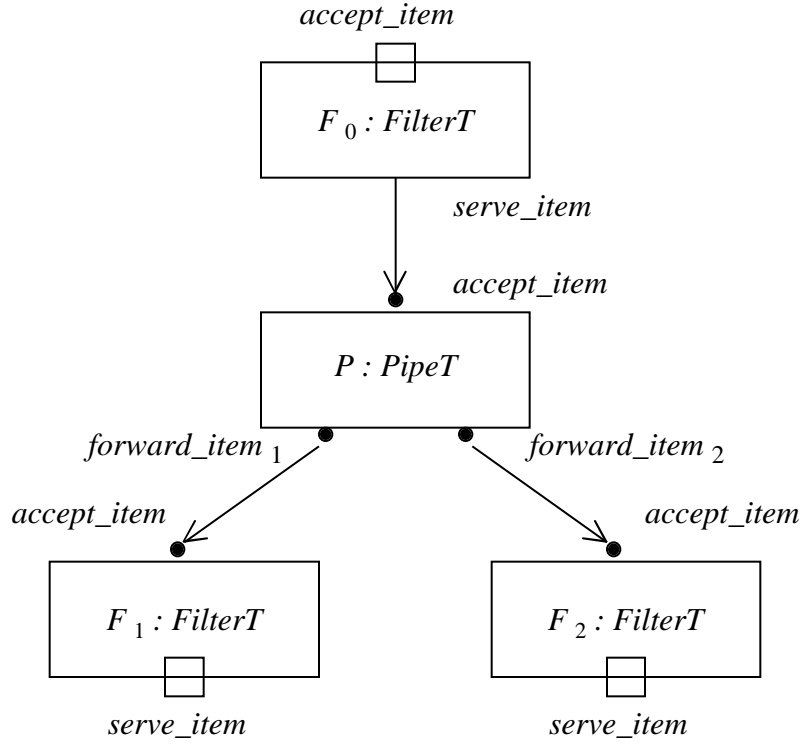 accept_item
F 0 : FilterT
serve_item
accept_item
P : PipeT
forward_item 1
forward_item 2
accept_item
accept_item
F 1 : FilterT
F 2 : FilterT
serve_item
serve_item